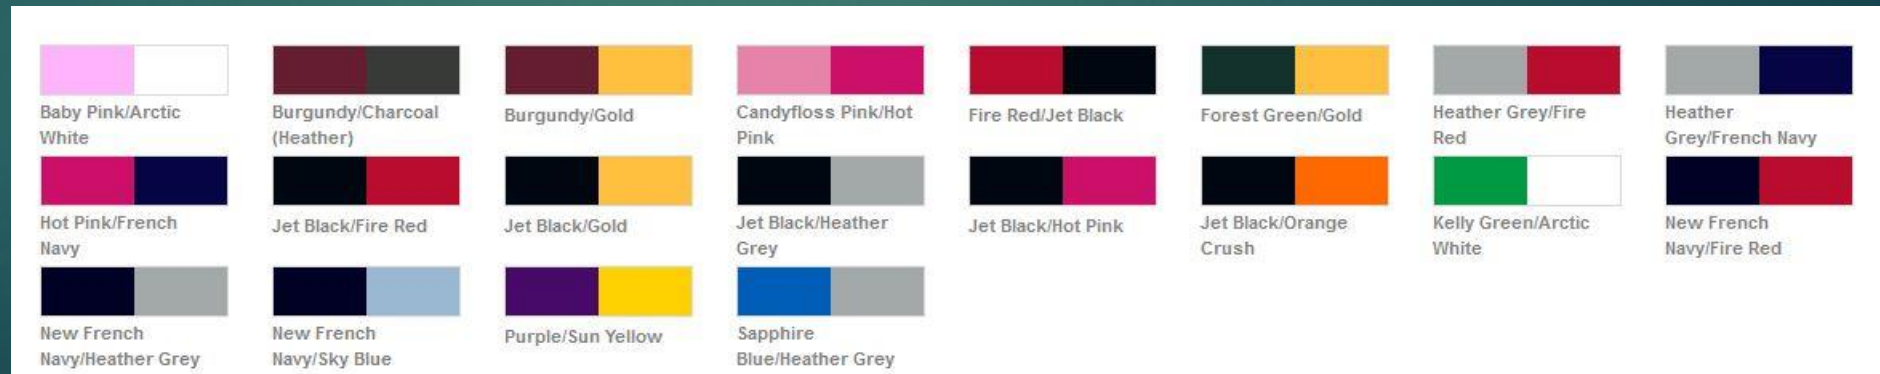 Baby Pink/Arctic
White
Burgundy/Charcoal
(Heather)
Burgundy/Gold
Candyfloss Pink/Hot
Pink
Fire Red/Jet Black
Forest Green/Gold
Heather Grey/Fire
Red
Heather
Grey/French Navy
Hot Pink/French
Navy
Jet Black/Fire Red
Jet Black/Gold
Jet Black/Heather
Grey
Jet Black/Hot Pink
Jet Black/Orange
Crush
Kelly Green/Arctic
White
New French
Navy/Fire Red
New French
Navy/Heather Grey
New French
Navy/Sky Blue
Purple/Sun Yellow
Sapphire
Blue/Heather Grey